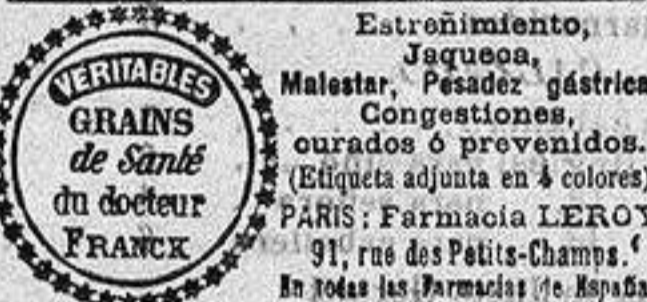 VERITABLES
GRAINS
de Santé
du docteur
FRANCK
Estreñimiento,
Jaqueca,
Malestar, Pesadez gástrica
Congestiones,
curados ó prevenidos.
(Etiqueta adjunta en 4 colores)
PARIS: Farmacia LEROY
91, rue des Petits-Champs.
En todas las Farmacias de España